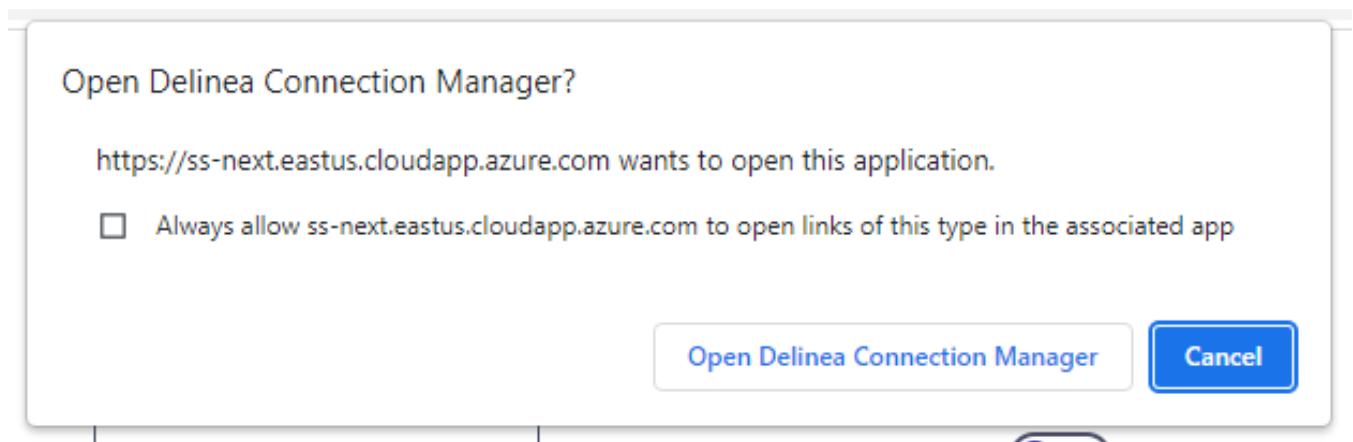 Open Delinea Connection Manager?
https://ss-next.eastus.cloudapp.azure.com wants to open this application.
Always allow ss-next.eastus.cloudapp.azure.com to open links of this type in the associated app
Open Delinea Connection Manager
Cancel